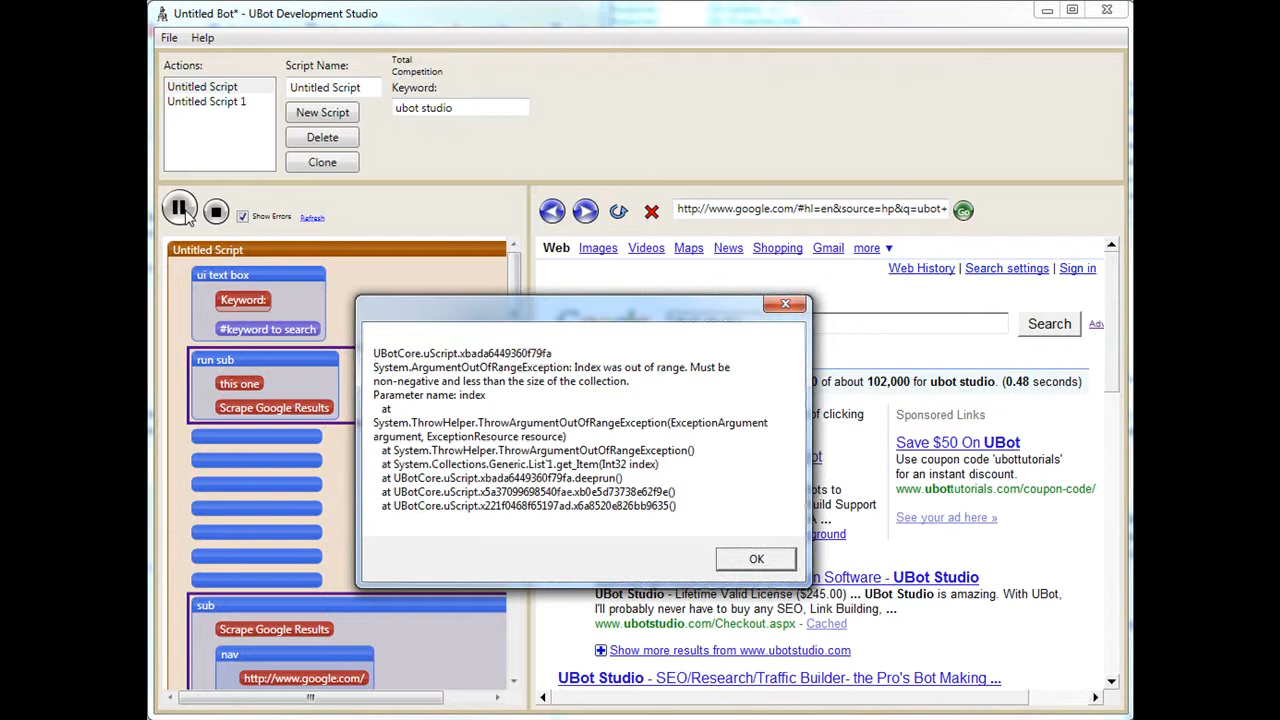 Untitled Bot* - UBot Development Studio
File Help
Actions:
Untitled Script
Untitled Script 1
Script Name:
Untitled Script
New Script
Delete
Clone
Total
Competition
Keyword:
ubot studio
Show Errors Refresh
http://www.google.com/#hl=en&source=hp&q=ubot+
Go
Untitled Script
ui text box
Keyword:
#keyword to search
run sub
this one
Scrape Google Results
sub
Scrape Google Results
nav
http://www.google.com/
Web Images Videos Maps News Shopping Gmail more ▼
Web History | Search settings | Sign in
Search
UBotCore.uScript.xbada6449360f79fa
System.ArgumentOutOfRangeException: Index was out of range. Must be
non-negative and less than the size of the collection.
Parameter name: index
at
System.ThrowHelper.ThrowArgumentOutOfRangeException(ExceptionArgument
argument, ExceptionResource resource)
at System.ThrowHelper.ThrowArgumentOutOfRangeException()
at System.Collections.Generic.List`1.get_Item(Int32 index)
at UBotCore.uScript.xbada6449360f79fa.deeprun()
at UBotCore.uScript.x5a37099698540fae.xb0e5d73738e62f9e()
at UBotCore.uScript.x221f0468f65197ad.x6a8520e826bb9635()
OK
0 of about 102,000 for ubot studio. (0.48 seconds)
of clicking
Sponsored Links
Save $50 On UBot
Use coupon code 'ubottutorials'
for an instant discount.
www.ubottutorials.com/coupon-code/
See your ad here »
pts to
Build Support
A ...
n Software - UBot Studio
UBot Studio - Lifetime Valid License ($245.00) ... UBot Studio is amazing. With UBot,
I'll probably never have to buy any SEO, Link Building, ...
www.ubotstudio.com/Checkout.aspx - Cached
Show more results from www.ubotstudio.com
UBot Studio - SEO/Research/Traffic Builder- the Pro's Bot Making ...